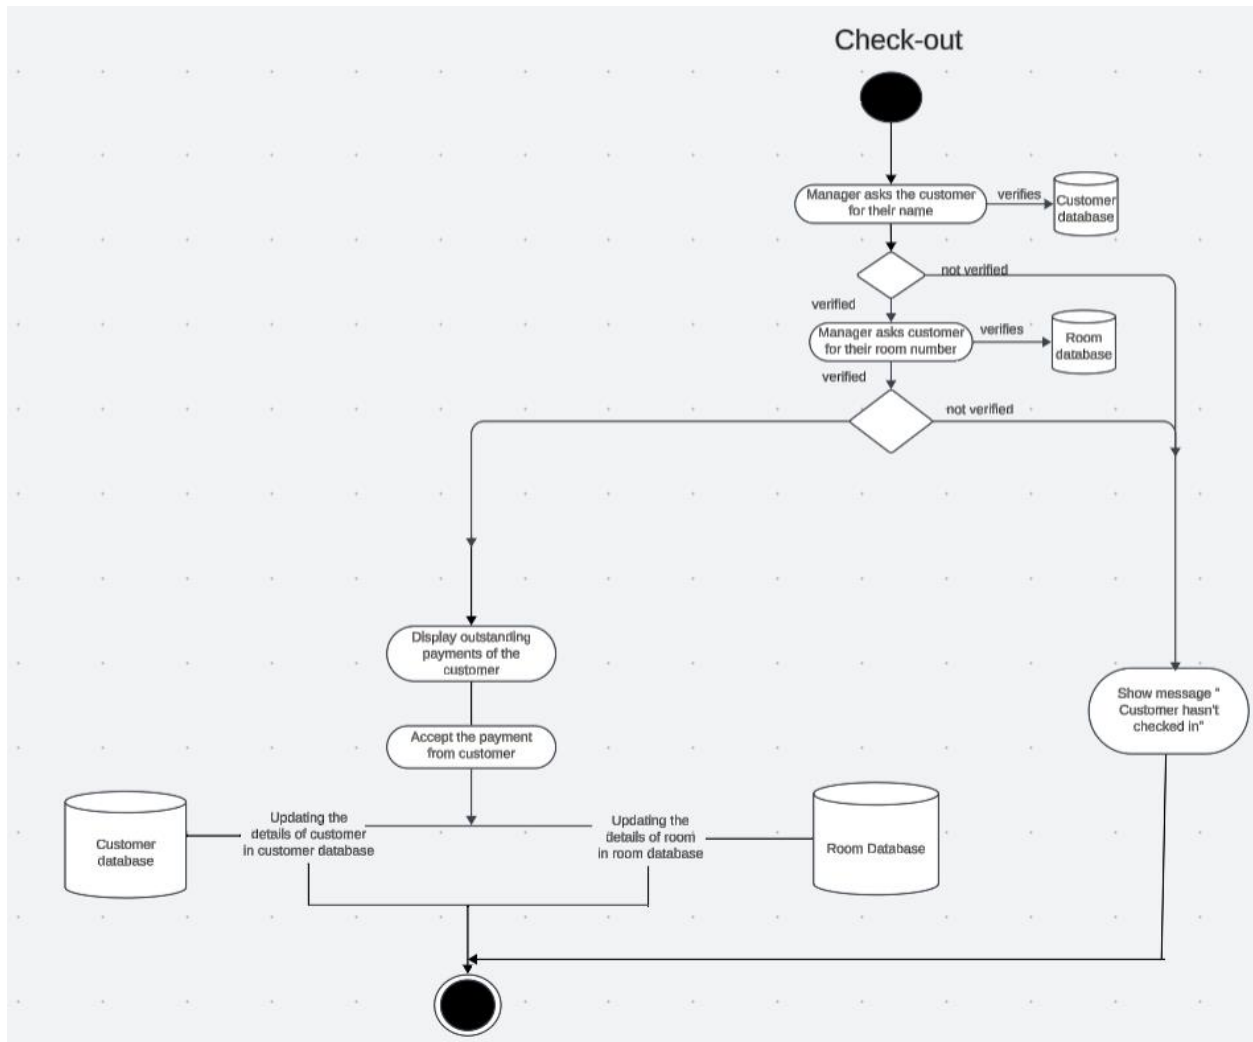 Check-out
Manager asks the customer
for their name
verifies
Customer
database
not verified
verified
Manager asks customer
for their room number
verifies
Room
database
verified
not verified
Display outstanding
payments of the
customer
Show message "
Customer hasn't
checked in"
Accept the payment
from customer
Customer
database
Updating the
details of customer
in customer database
Updating the
details of room
in room database
Room Database